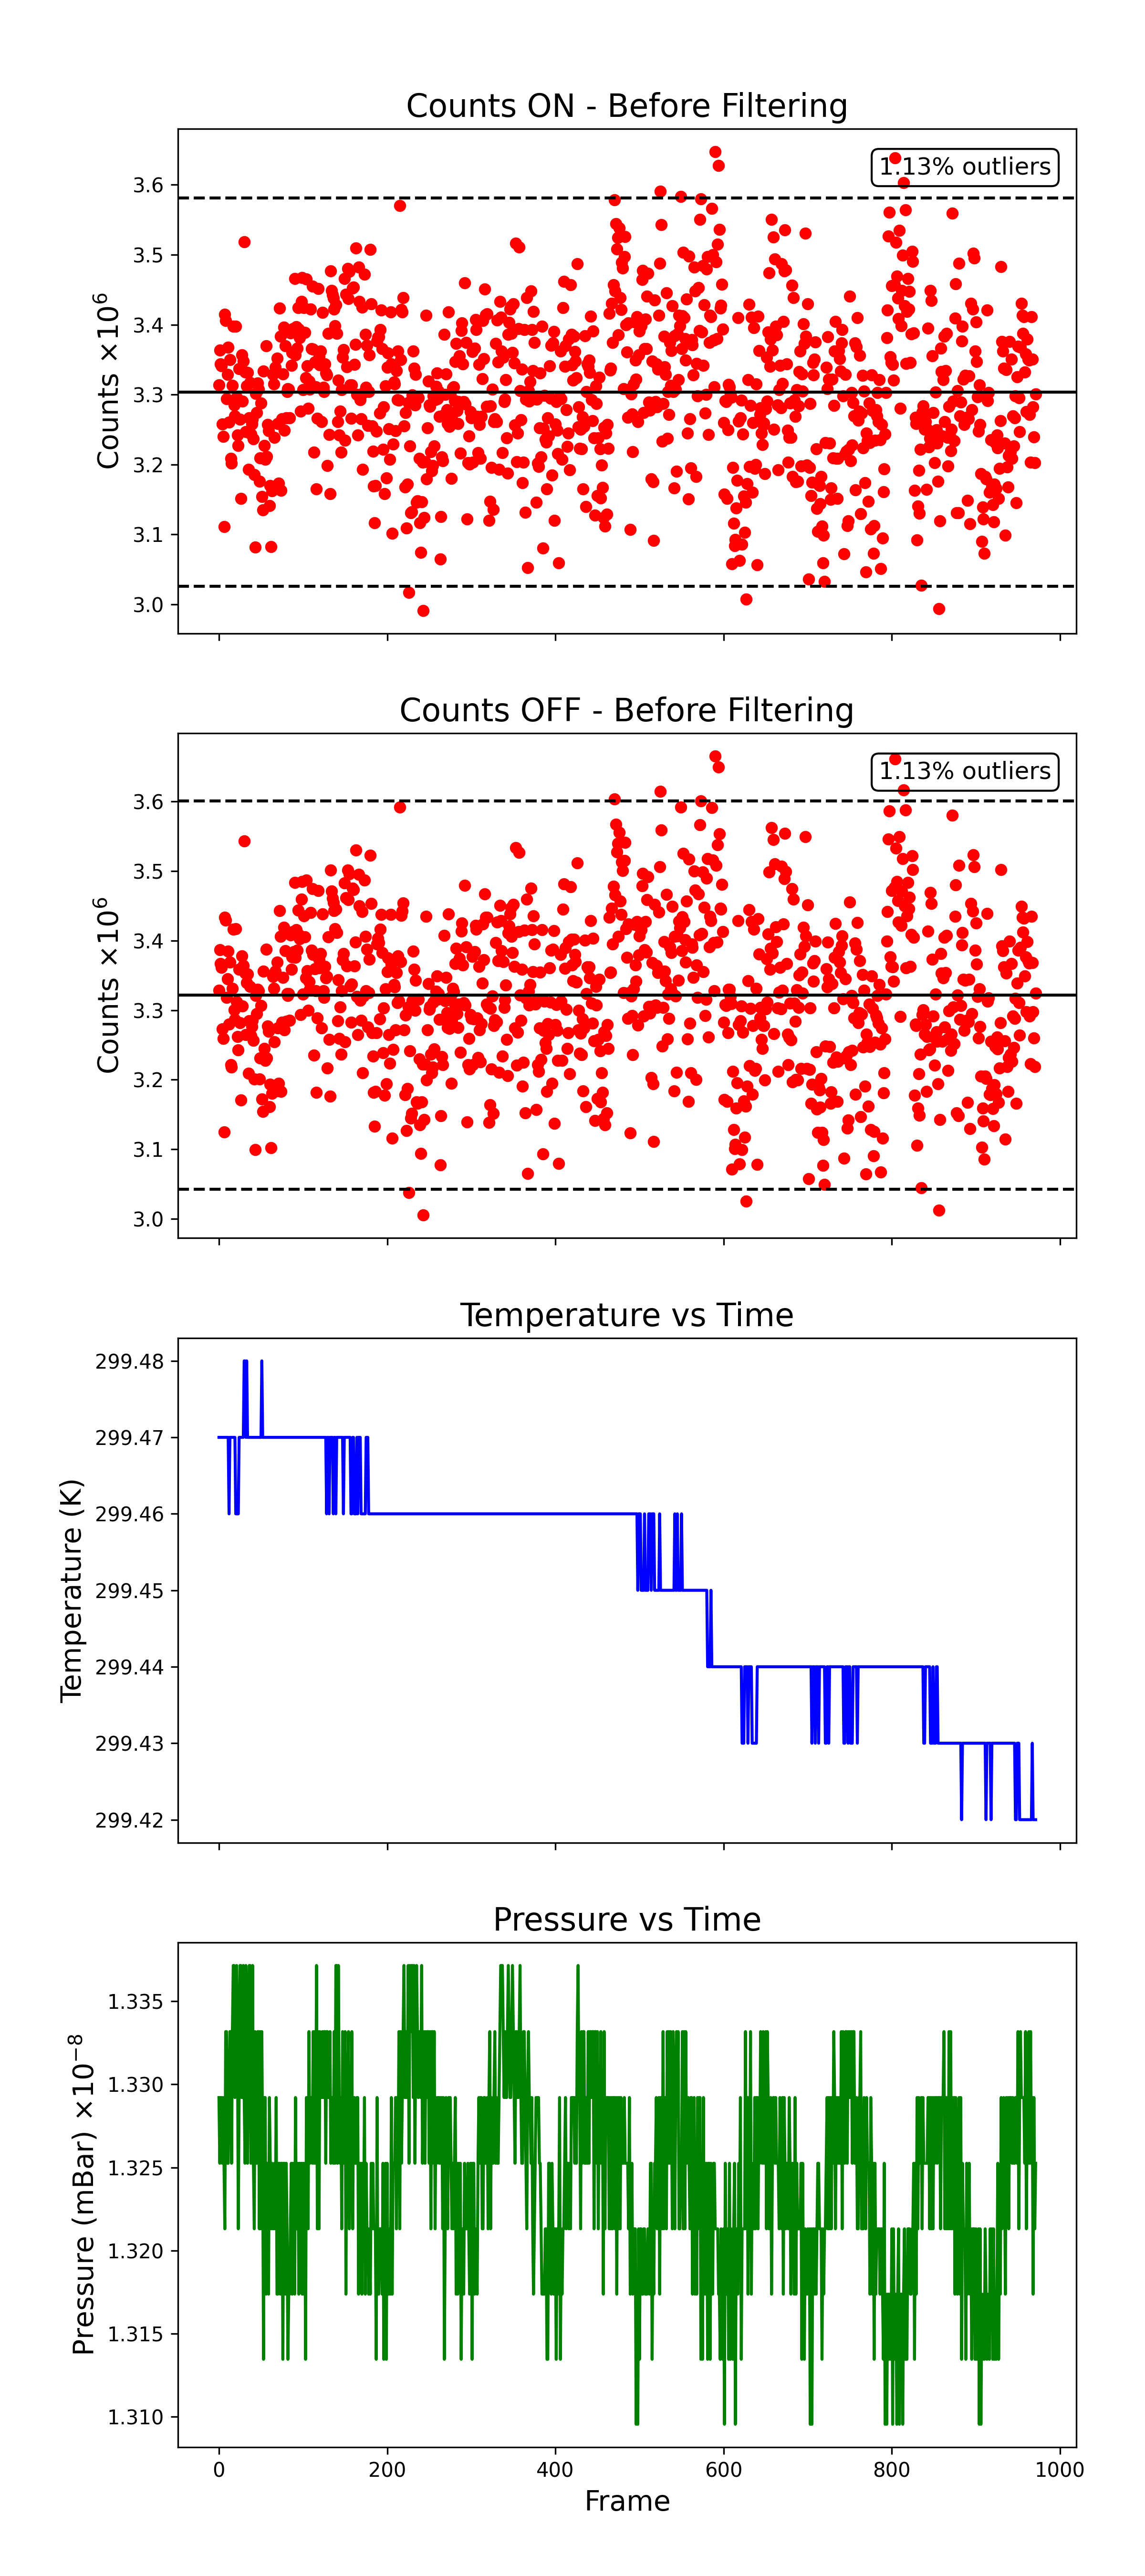 Counts ON - Before Filtering
1.13% outliers
Counts ×10⁶
3.6
3.5
3.4
3.3
3.2
3.1
3.0
Counts OFF - Before Filtering
1.13% outliers
Counts ×10⁶
3.6
3.5
3.4
3.3
3.2
3.1
3.0
Temperature vs Time
Temperature (K)
299.48
299.47
299.46
299.45
299.44
299.43
299.42
Pressure vs Time
Pressure (mBar) ×10⁻⁸
1.335
1.330
1.325
1.320
1.315
1.310
0 200 400 600 800 1000
Frame